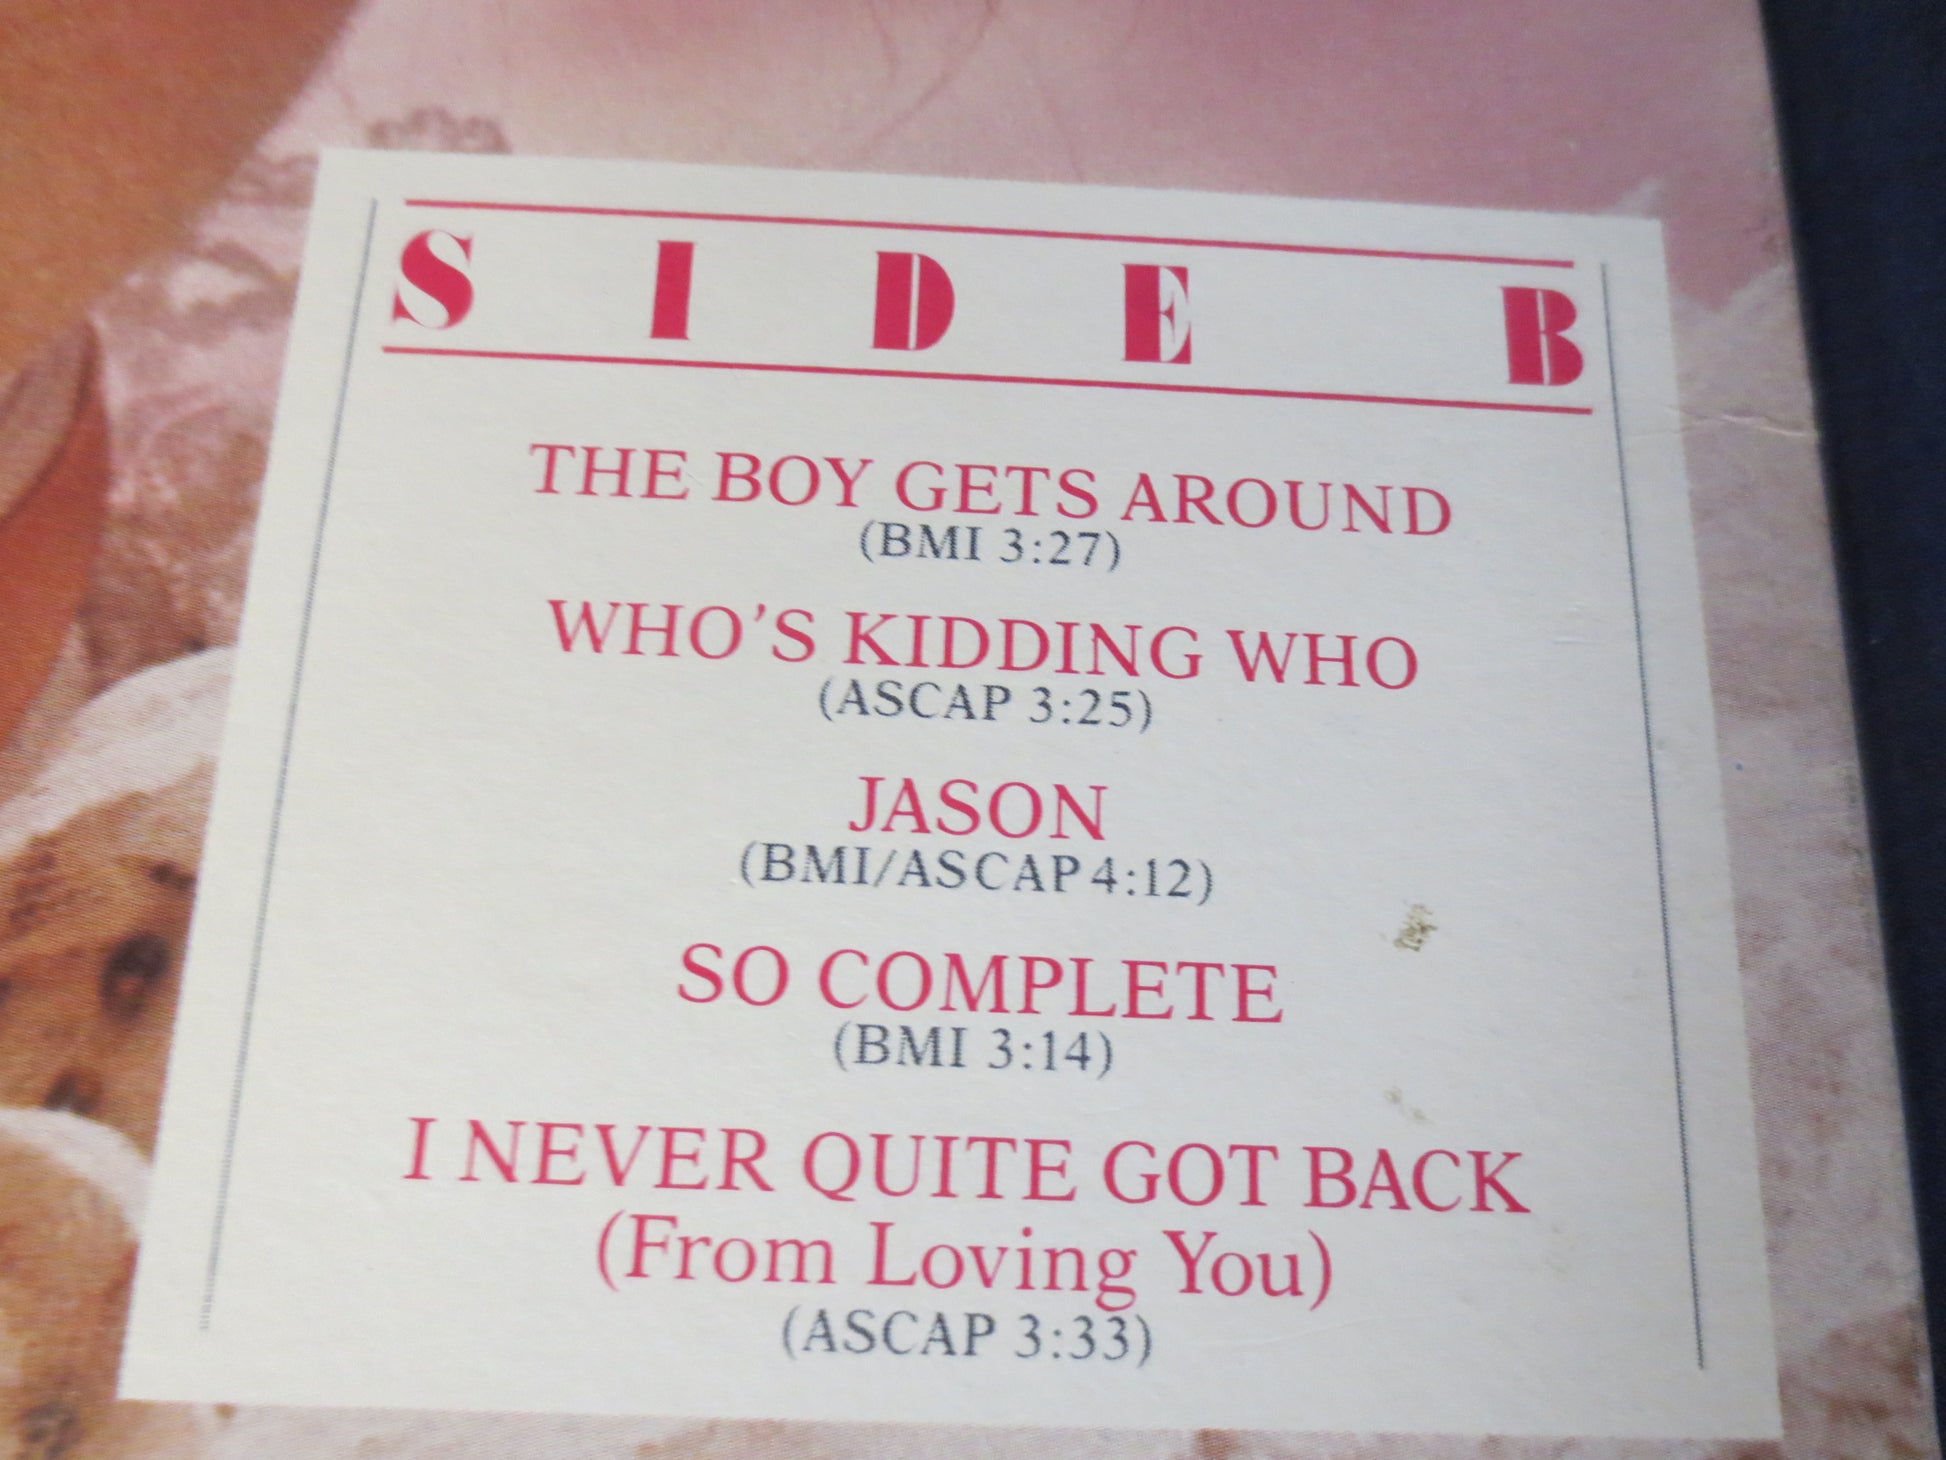 SIDE B
THE BOY GETS AROUND
(BMI 3:27)
WHO'S KIDDING WHO
(ASCAP 3:25)
JASON
(BMI/ASCAP 4:12)
SO COMPLETE
(BMI 3:14)
I NEVER QUITE GOT BACK
(From Loving You)
(ASCAP 3:33)